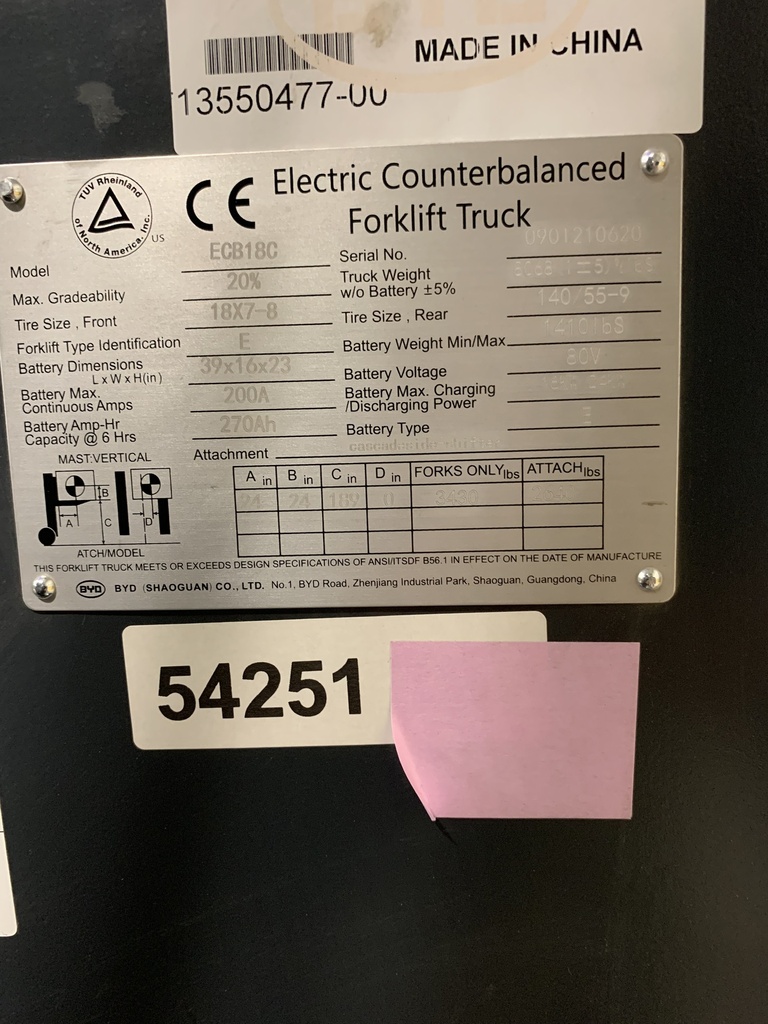 MADE IN CHINA
13550477-00
TUV Rheinland of North America, Inc.
US
CE
Electric Counterbalanced
Forklift Truck
Model ECB18C
Serial No. 0901210620
Max. Gradeability 20%
Truck Weight
w/o Battery ±5%
Tire Size , Front 18X7-8
Tire Size , Rear 140/55-9
Forklift Type Identification E
Battery Weight Min/Max. 1410lbS
Battery Dimensions
L x W x H(in) 39x16x23
Battery Voltage 80V
Battery Max.
Continuous Amps 200A
Battery Max. Charging
/Discharging Power
Battery Amp-Hr
Capacity @ 6 Hrs 270Ah
Battery Type
MAST:VERTICAL
Attachment
A in B in C in D in FORKS ONLY lbs ATTACH lbs
24 24 189 0 3430
A B C D
ATCH/MODEL
THIS FORKLIFT TRUCK MEETS OR EXCEEDS DESIGN SPECIFICATIONS OF ANSI/ITSDF B56.1 IN EFFECT ON THE DATE OF MANUFACTURE
BYD BYD (SHAOGUAN) CO., LTD. No.1, BYD Road, Zhenjiang Industrial Park, Shaoguan, Guangdong, China
54251